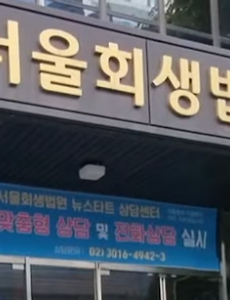 서울회생법
서울회생법원 뉴스타트 상담센터
맞춤형 상담 및 전화상담 실시
02) 3016-4942~3